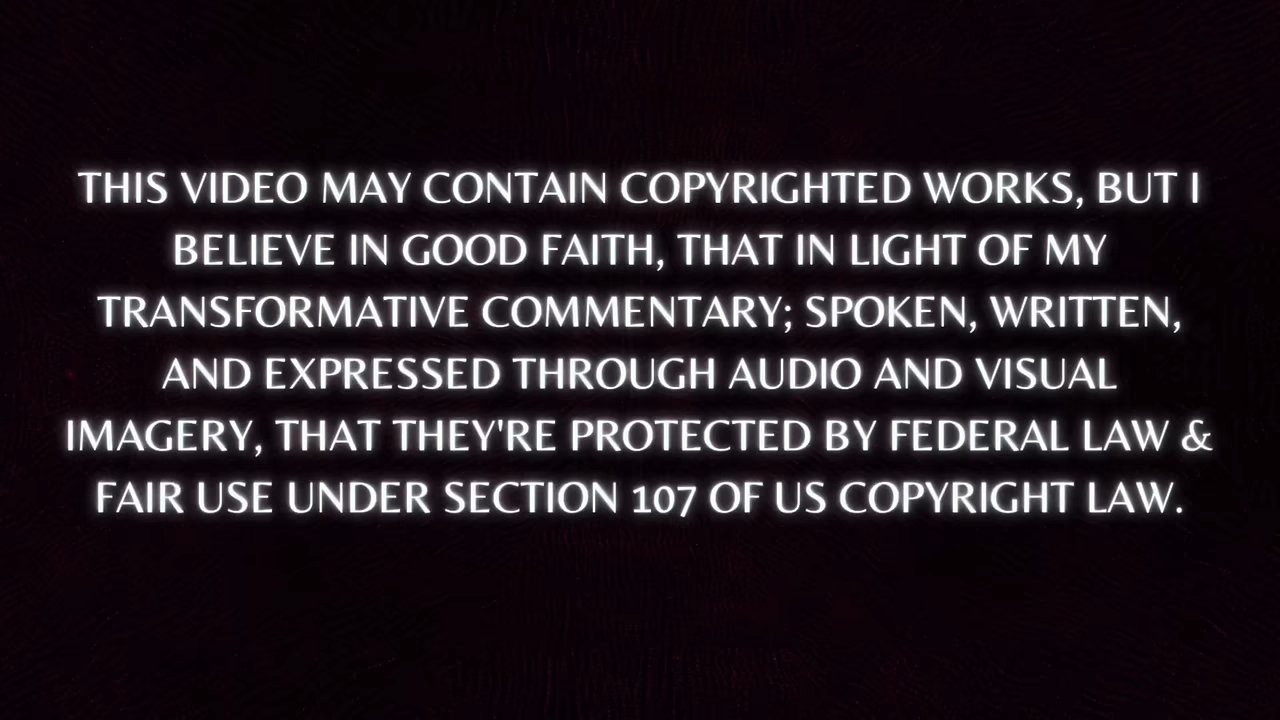 THIS VIDEO MAY CONTAIN COPYRIGHTED WORKS, BUT I
BELIEVE IN GOOD FAITH, THAT IN LIGHT OF MY
TRANSFORMATIVE COMMENTARY; SPOKEN, WRITTEN,
AND EXPRESSED THROUGH AUDIO AND VISUAL
IMAGERY, THAT THEY'RE PROTECTED BY FEDERAL LAW &
FAIR USE UNDER SECTION 107 OF US COPYRIGHT LAW.